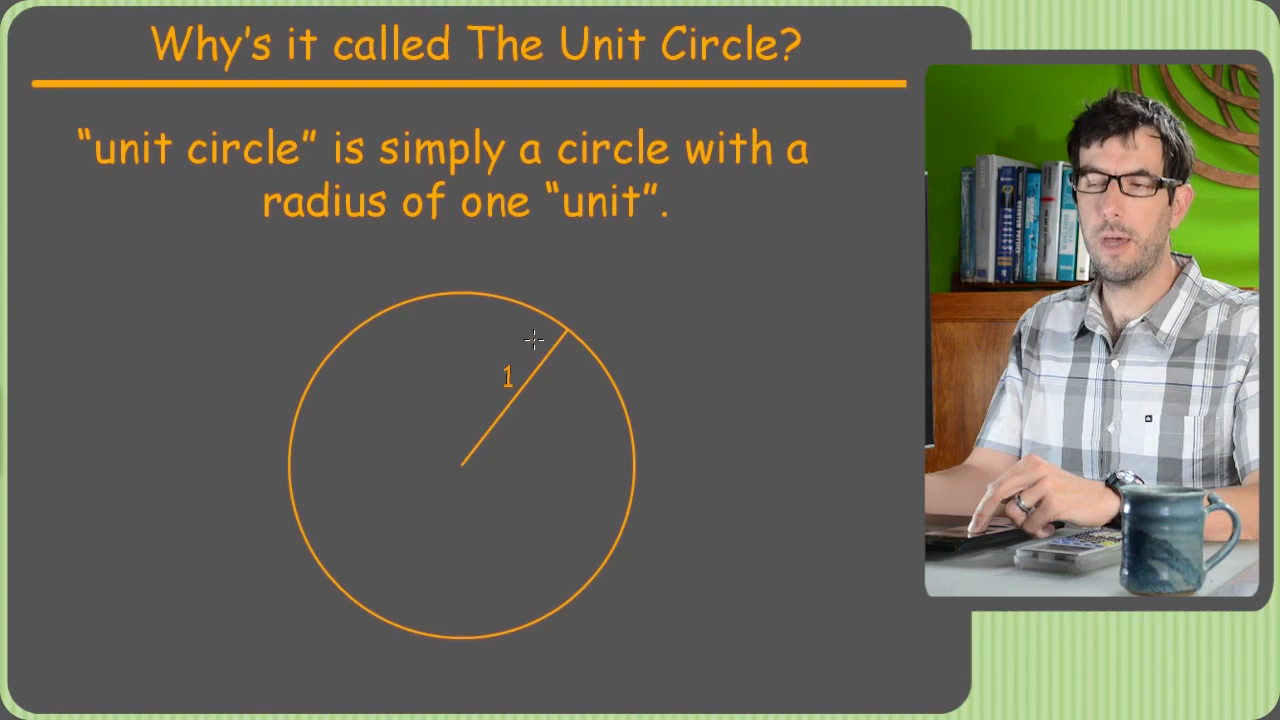 Why's it called The Unit Circle?
“unit circle” is simply a circle with a
radius of one “unit”.
1